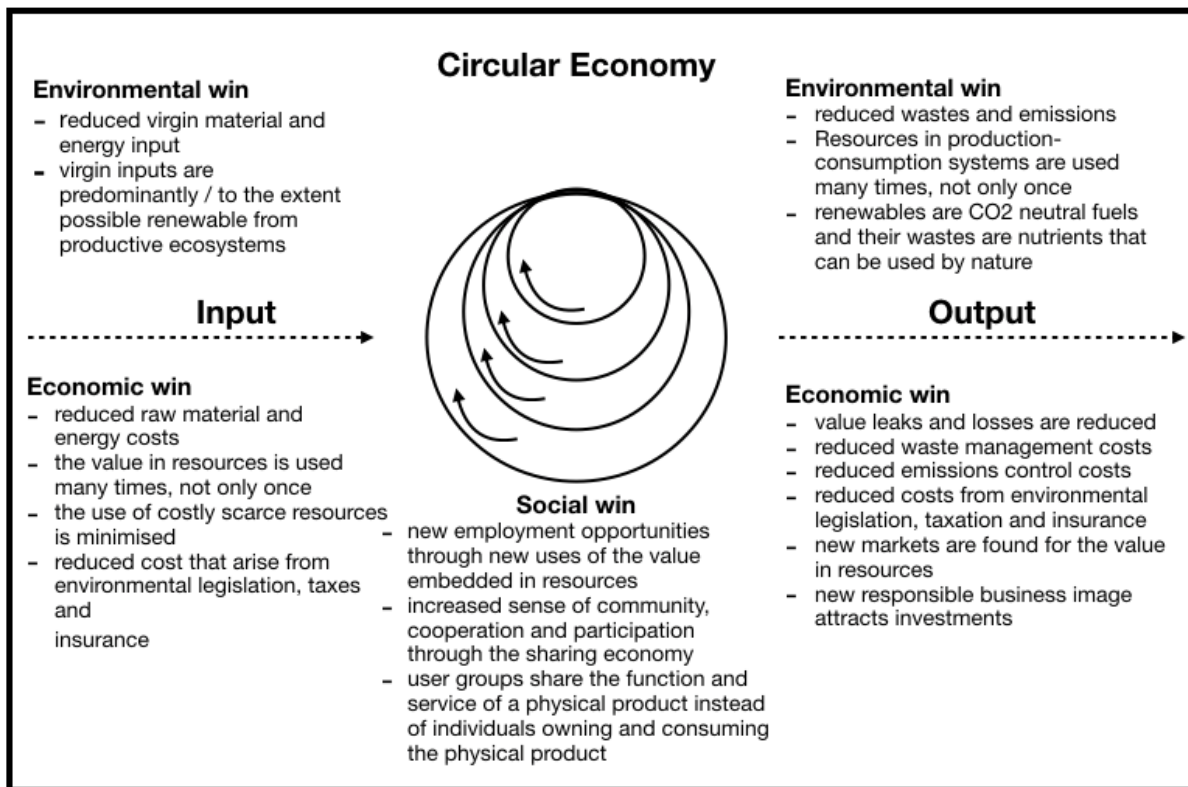 Circular Economy
Environmental win
- reduced virgin material and
energy input
- virgin inputs are
predominantly / to the extent
possible renewable from
productive ecosystems
Input
Economic win
- reduced raw material and
energy costs
- the value in resources is used
many times, not only once
- the use of costly scarce resources
is minimised
- reduced cost that arise from
environmental legislation, taxes
and
insurance
Social win
- new employment opportunities
through new uses of the value
embedded in resources
- increased sense of community,
cooperation and participation
through the sharing economy
- user groups share the function and
service of a physical product instead
of individuals owning and consuming
the physical product
Environmental win
- reduced wastes and emissions
- Resources in production-
consumption systems are used
many times, not only once
- renewables are CO2 neutral fuels
and their wastes are nutrients that
can be used by nature
Output
Economic win
- value leaks and losses are reduced
- reduced waste management costs
- reduced emissions control costs
- reduced costs from environmental
legislation, taxation and insurance
- new markets are found for the value
in resources
- new responsible business image
attracts investments